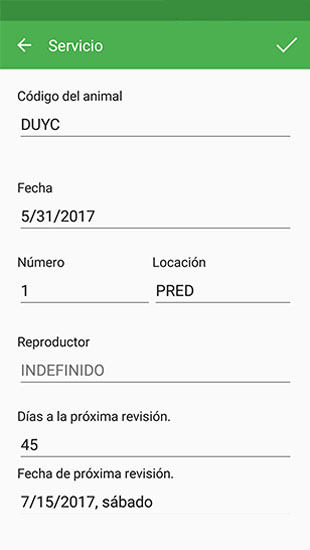 Servicio
Código del animal
DUYC
Fecha
5/31/2017
Número Locación
1 PRED
Reproductor
INDEFINIDO
Días a la próxima revisión.
45
Fecha de próxima revisión.
7/15/2017, sábado